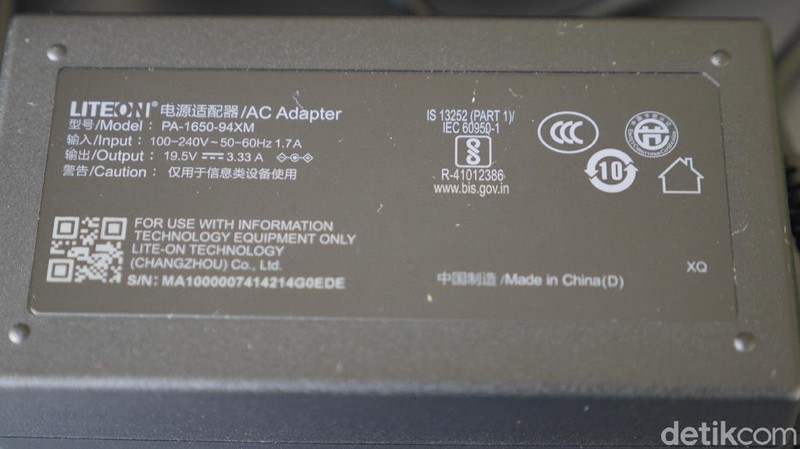 LITEON 电源适配器/AC Adapter
型号/Model: PA-1650-94XM
输入/Input: 100-240V~50-60Hz 1.7A
输出/Output: 19.5V 3.33 A
警告/Caution: 仅用于信息类设备使用
IS 13252 (PART 1)/
IEC 60950-1
S
R-41012386
www.bis.gov.in
CCC
10
FOR USE WITH INFORMATION
TECHNOLOGY EQUIPMENT ONLY
LITE-ON TECHNOLOGY
(CHANGZHOU) Co., Ltd.
S/N: MA1000007414214G0EDE
中国制造 /Made in China(D)
XQ
detikcom